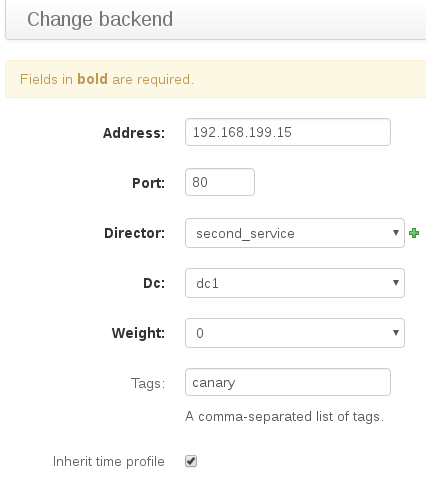 Change backend
Fields in bold are required.
Address: 192.168.199.15
Port: 80
Director: second_service
Dc: dc1
Weight: 0
Tags: canary
A comma-separated list of tags.
Inherit time profile